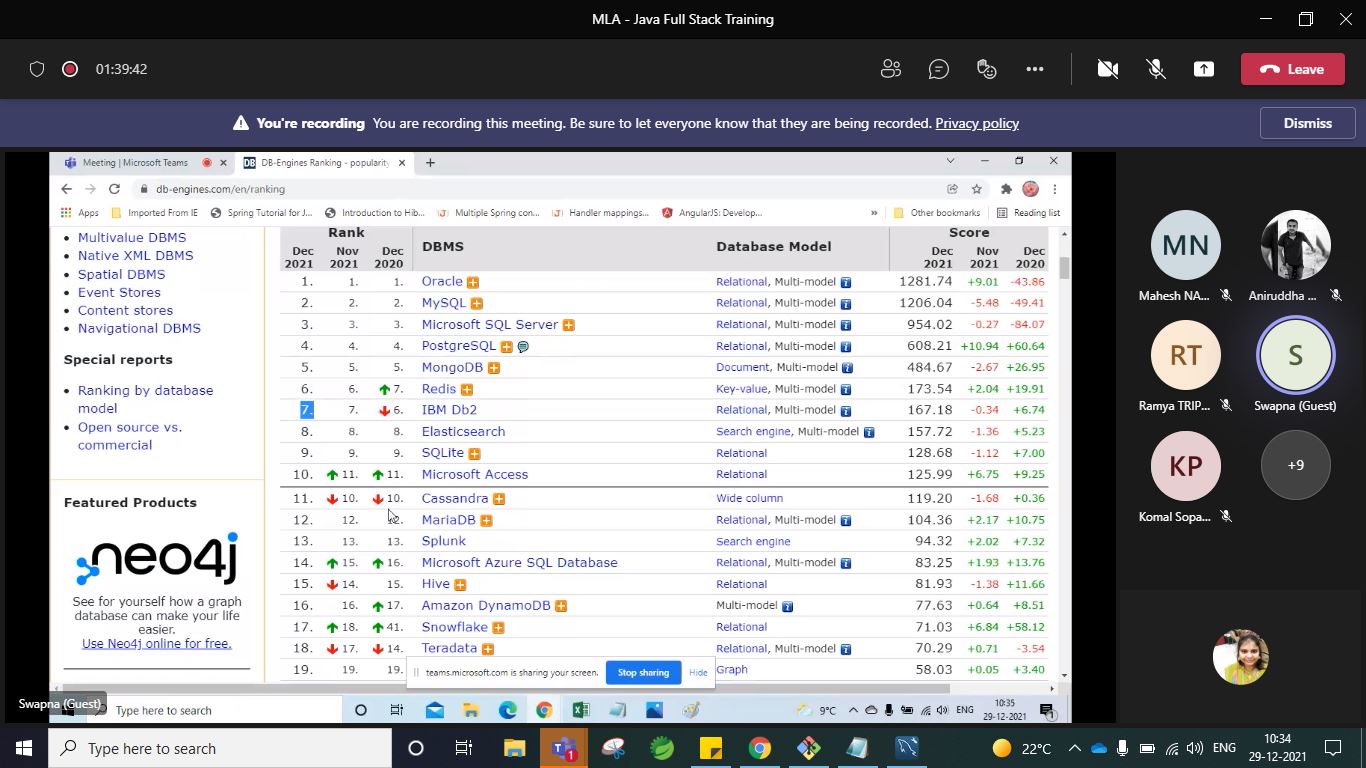 MLA - Java Full Stack Training
01:39:42
Leave
You're recording You are recording this meeting. Be sure to let everyone know that they are being recorded. Privacy policy
Dismiss
Meeting | Microsoft Teams
DB-Engines Ranking - popularity
db-engines.com/en/ranking
Apps Imported From IE Spring Tutorial for J... Introduction to Hib... Multiple Spring con... Handler mappings... AngularJS: Develop... » Other bookmarks Reading list
Multivalue DBMS
Native XML DBMS
Spatial DBMS
Event Stores
Content stores
Navigational DBMS
Special reports
Ranking by database
model
Open source vs.
commercial
Featured Products
neo4j
See for yourself how a graph
database can make your life
easier.
Use Neo4j online for free.
Rank Score
DBMS Database Model
Dec Nov Dec Dec Nov Dec
2021 2021 2020 2021 2021 2020
1. 1. 1. Oracle Relational, Multi-model 1281.74 +9.01 -43.86
2. 2. 2. MySQL Relational, Multi-model 1206.04 -5.48 -49.41
3. 3. 3. Microsoft SQL Server Relational, Multi-model 954.02 -0.27 -84.07
4. 4. 4. PostgreSQL Relational, Multi-model 608.21 +10.94 +60.64
5. 5. 5. MongoDB Document, Multi-model 484.67 -2.67 +26.95
6. 6. 7. Redis Key-value, Multi-model 173.54 +2.04 +19.91
7. 7. 6. IBM Db2 Relational, Multi-model 167.18 -0.34 +6.74
8. 8. 8. Elasticsearch Search engine, Multi-model 157.72 -1.36 +5.23
9. 9. 9. SQLite Relational 128.68 -1.12 +7.00
10. 11. 11. Microsoft Access Relational 125.99 +6.75 +9.25
11. 10. 10. Cassandra Wide column 119.20 -1.68 +0.36
12. 12. MariaDB Relational, Multi-model 104.36 +2.17 +10.75
13. 13. 13. Splunk Search engine 94.32 +2.02 +7.32
14. 15. 16. Microsoft Azure SQL Database Relational, Multi-model 83.25 +1.93 +13.76
15. 14. 15. Hive Relational 81.93 -1.38 +11.66
16. 16. 17. Amazon DynamoDB Multi-model 77.63 +0.64 +8.51
17. 18. 41. Snowflake Relational 71.03 +6.84 +58.12
18. 17. 14. Teradata Relational, Multi-model 70.29 +0.71 -3.54
19. 19. 19. Graph 58.03 +0.05 +3.40
teams.microsoft.com is sharing your screen. Stop sharing Hide
MN
Mahesh NA...
Aniruddha ...
RT
Ramya TRIP...
S
Swapna (Guest)
KP
Komal Sopa...
+9
Swapna (Guest)
Type here to search
9°C ENG 10:35
29-12-2021
1
Type here to search
1
22°C ENG 10:34
29-12-2021